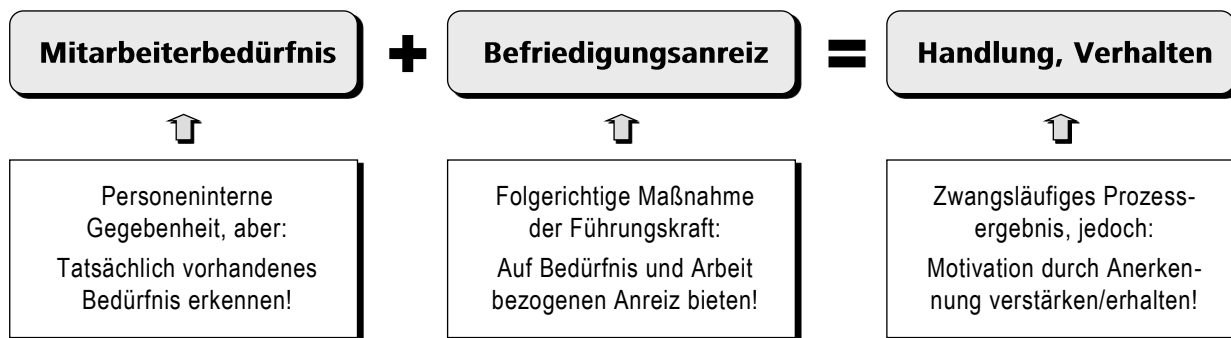 Mitarbeiterbedürfnis + Befriedigungsanreiz = Handlung, Verhalten
Personeninterne
Gegebenheit, aber:
Tatsächlich vorhandenes
Bedürfnis erkennen!
Folgerichtige Maßnahme
der Führungskraft:
Auf Bedürfnis und Arbeit
bezogenen Anreiz bieten!
Zwangsläufiges Prozess-
ergebnis, jedoch:
Motivation durch Anerken-
nung verstärken/erhalten!